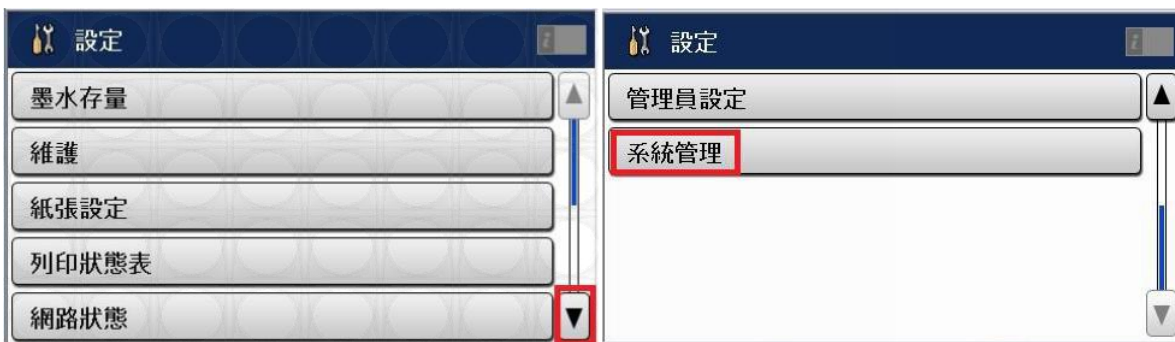 設定
墨水存量
維護
紙張設定
列印狀態表
網路狀態
設定
管理員設定
系統管理